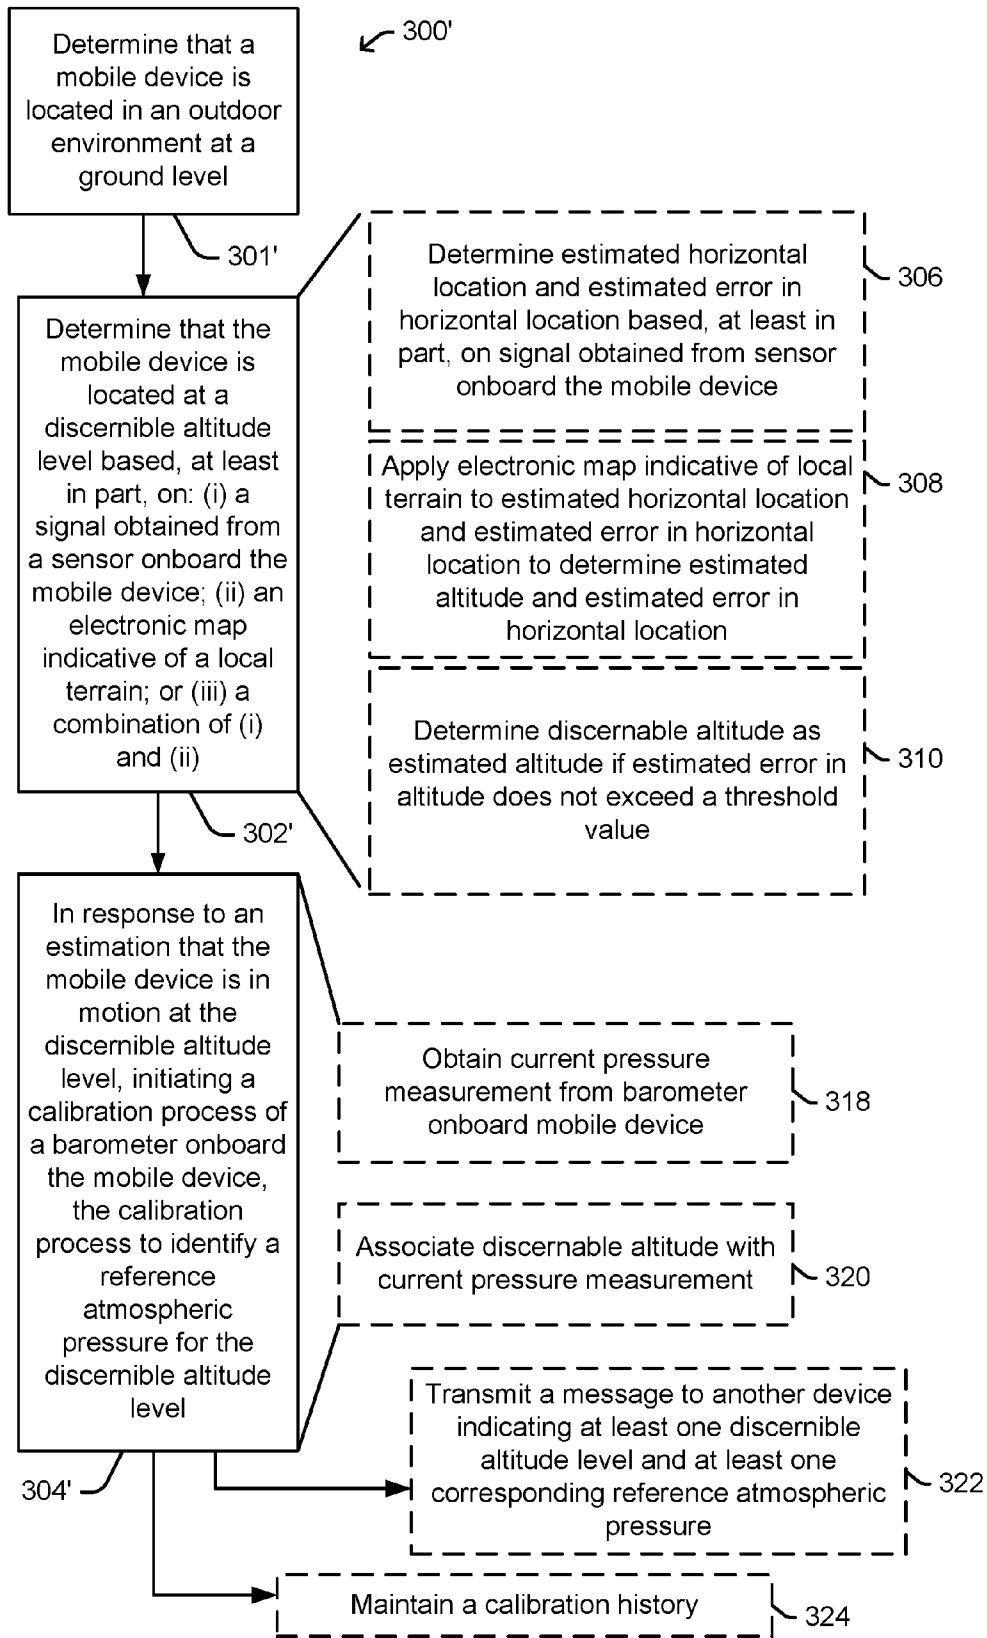 300'
Determine that a
mobile device is
located in an outdoor
environment at a
ground level
301'
Determine that the
mobile device is
located at a
discernible altitude
level based, at least
in part, on: (i) a
signal obtained from
a sensor onboard the
mobile device; (ii) an
electronic map
indicative of a local
terrain; or (iii) a
combination of (i)
and (ii)
302'
Determine estimated horizontal
location and estimated error in
horizontal location based, at least in
part, on signal obtained from sensor
onboard the mobile device
306
Apply electronic map indicative of local
terrain to estimated horizontal location
and estimated error in horizontal
location to determine estimated
altitude and estimated error in
horizontal location
308
Determine discernable altitude as
estimated altitude if estimated error in
altitude does not exceed a threshold
value
310
In response to an
estimation that the
mobile device is in
motion at the
discernible altitude
level, initiating a
calibration process of
a barometer onboard
the mobile device,
the calibration
process to identify a
reference
atmospheric
pressure for the
discernible altitude
level
304'
Obtain current pressure
measurement from barometer
onboard mobile device
318
Associate discernable altitude with
current pressure measurement
320
Transmit a message to another device
indicating at least one discernible
altitude level and at least one
corresponding reference atmospheric
pressure
322
Maintain a calibration history
324